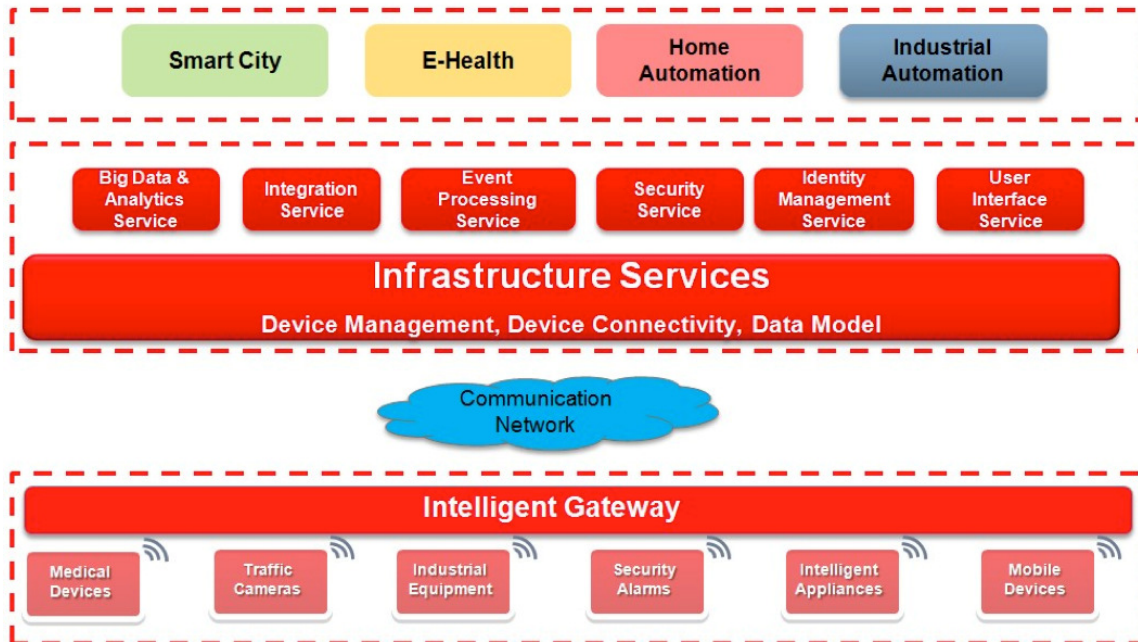 Smart City
E-Health
Home
Automation
Industrial
Automation
Big Data &
Analytics
Service
Integration
Service
Event
Processing
Service
Security
Service
Identity
Management
Service
User
Interface
Service
Infrastructure Services
Device Management, Device Connectivity, Data Model
Communication
Network
Intelligent Gateway
Medical
Devices
Traffic
Cameras
Industrial
Equipment
Security
Alarms
Intelligent
Appliances
Mobile
Devices